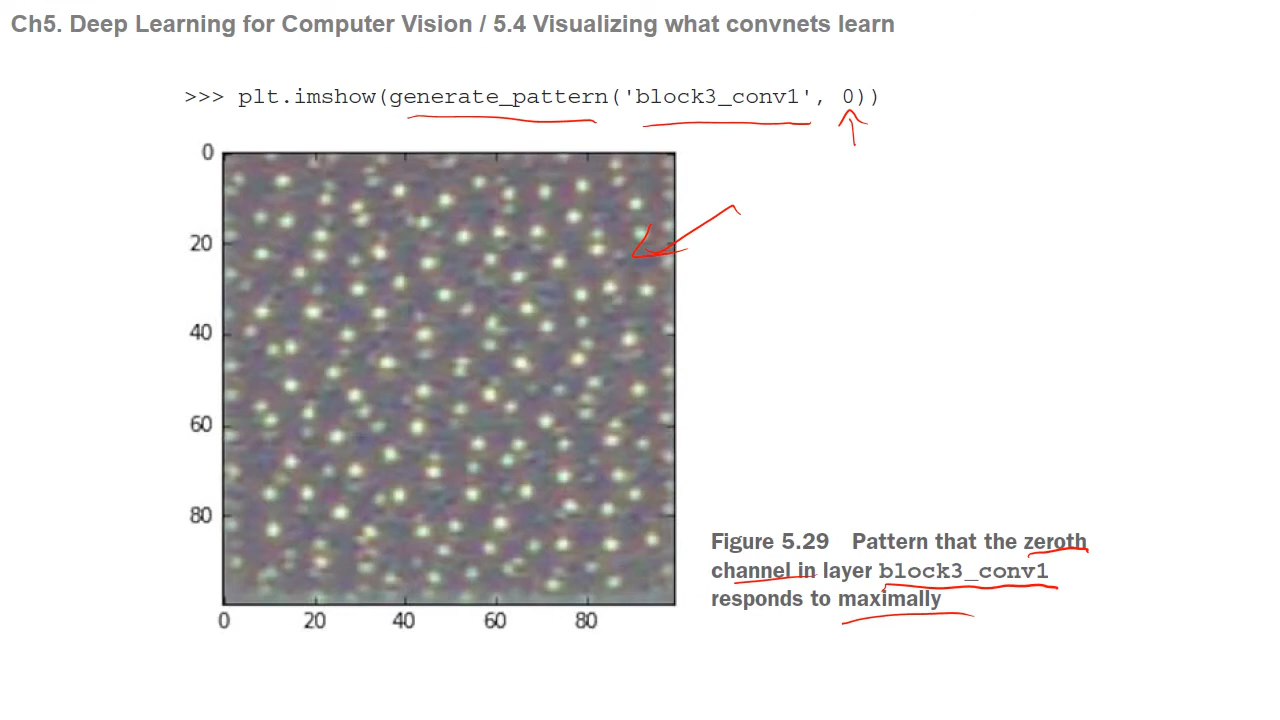 Ch5. Deep Learning for Computer Vision / 5.4 Visualizing what convnets learn
>>> plt.imshow(generate_pattern('block3_conv1', 0))
0
20
40
60
80
0 20 40 60 80
Figure 5.29 Pattern that the zeroth
channel in layer block3_conv1
responds to maximally